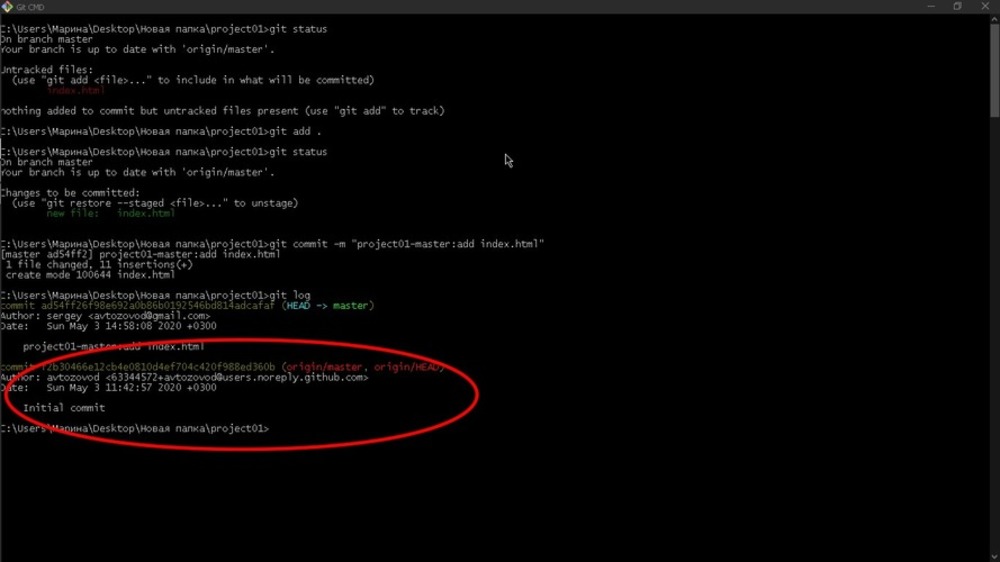 Git CMD
C:\Users\Марина\Desktop\Новая папка\project01>git status
On branch master
Your branch is up to date with 'origin/master'.
Untracked files:
(use "git add <file>..." to include in what will be committed)
index.html
nothing added to commit but untracked files present (use "git add" to track)
C:\Users\Марина\Desktop\Новая папка\project01>git add .
C:\Users\Марина\Desktop\Новая папка\project01>git status
On branch master
Your branch is up to date with 'origin/master'.
Changes to be committed:
(use "git restore --staged <file>..." to unstage)
new file:   index.html
C:\Users\Марина\Desktop\Новая папка\project01>git commit -m "project01-master:add index.html"
[master ad54ff2] project01-master:add index.html
1 file changed, 11 insertions(+)
create mode 100644 index.html
C:\Users\Марина\Desktop\Новая папка\project01>git log
commit ad54ff26f98e692a0b86b0192546bd814adcafaf (HEAD -> master)
Author: sergey <avtozovod@gmail.com>
Date:   Sun May 3 14:58:08 2020 +0300
project01-master:add index.html
commit f2b30466e12cb4e0810d4ef704c420f988ed360b (origin/master, origin/HEAD)
Author: avtozovod <63344572+avtozovod@users.noreply.github.com>
Date:   Sun May 3 11:42:57 2020 +0300
Initial commit
C:\Users\Марина\Desktop\Новая папка\project01>